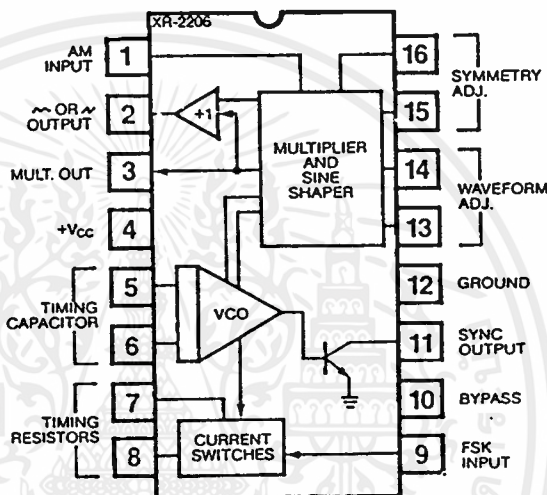 XR-2206
AM
INPUT
1
∼ OR ∿
OUTPUT
2
MULT. OUT
3
+VCC
4
TIMING
CAPACITOR
5
6
TIMING
RESISTORS
7
8
+1
MULTIPLIER
AND
SINE
SHAPER
VCO
CURRENT
SWITCHES
16
15
SYMMETRY
ADJ.
14
13
WAVEFORM
ADJ.
12
GROUND
11
SYNC
OUTPUT
10
BYPASS
9
FSK
INPUT